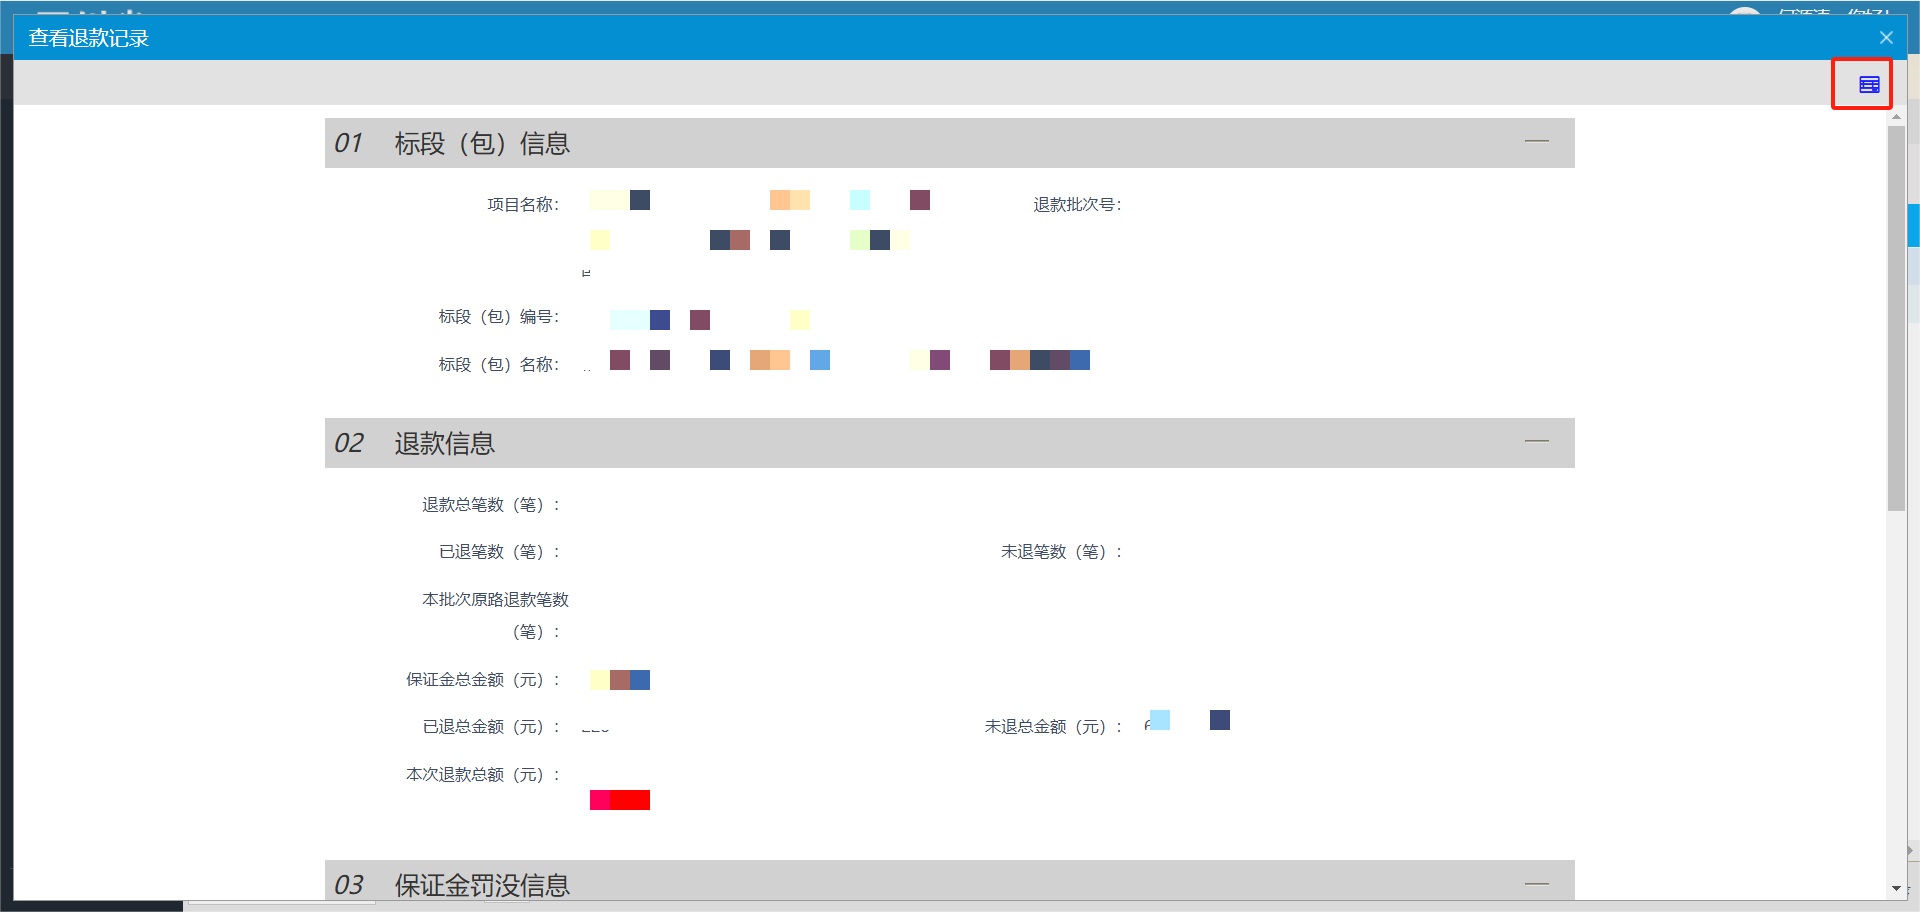 查看退款记录
01 标段（包）信息
项目名称：
退款批次号：
标段（包）编号：
标段（包）名称：
02 退款信息
退款总笔数（笔）：
已退笔数（笔）：
未退笔数（笔）：
本批次原路退款笔数
（笔）：
保证金总金额（元）：
已退总金额（元）：
未退总金额（元）：
本次退款总额（元）：
03 保证金罚没信息